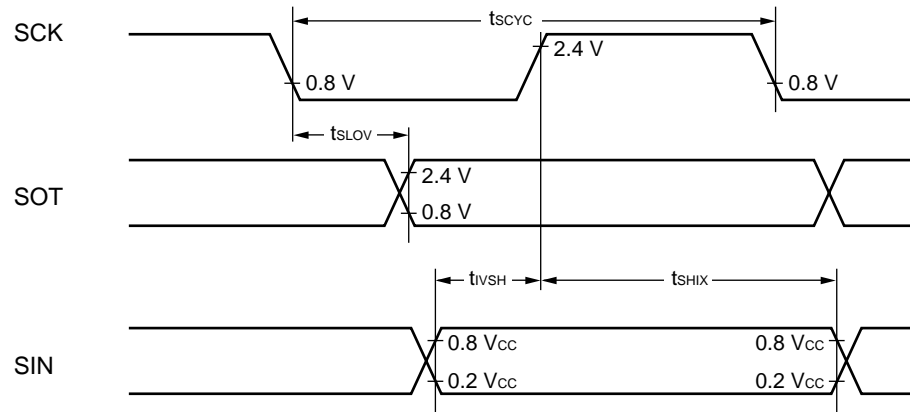 tSCYC
SCK
2.4 V
0.8 V
0.8 V
tSLOV
SOT
2.4 V
0.8 V
tIVSH
tSHIX
SIN
0.8 VCC
0.8 VCC
0.2 VCC
0.2 VCC